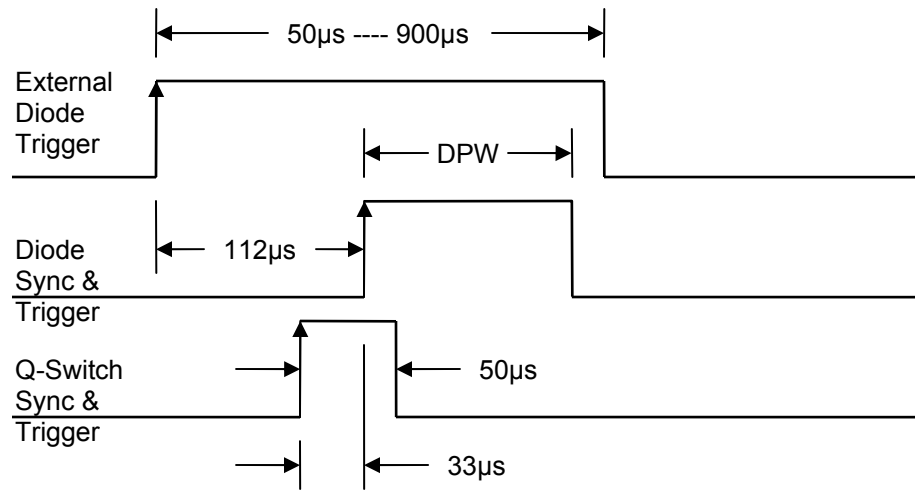 50µs ---- 900µs
External
Diode
Trigger
DPW
112µs
Diode
Sync &
Trigger
Q-Switch
Sync &
Trigger
50µs
33µs